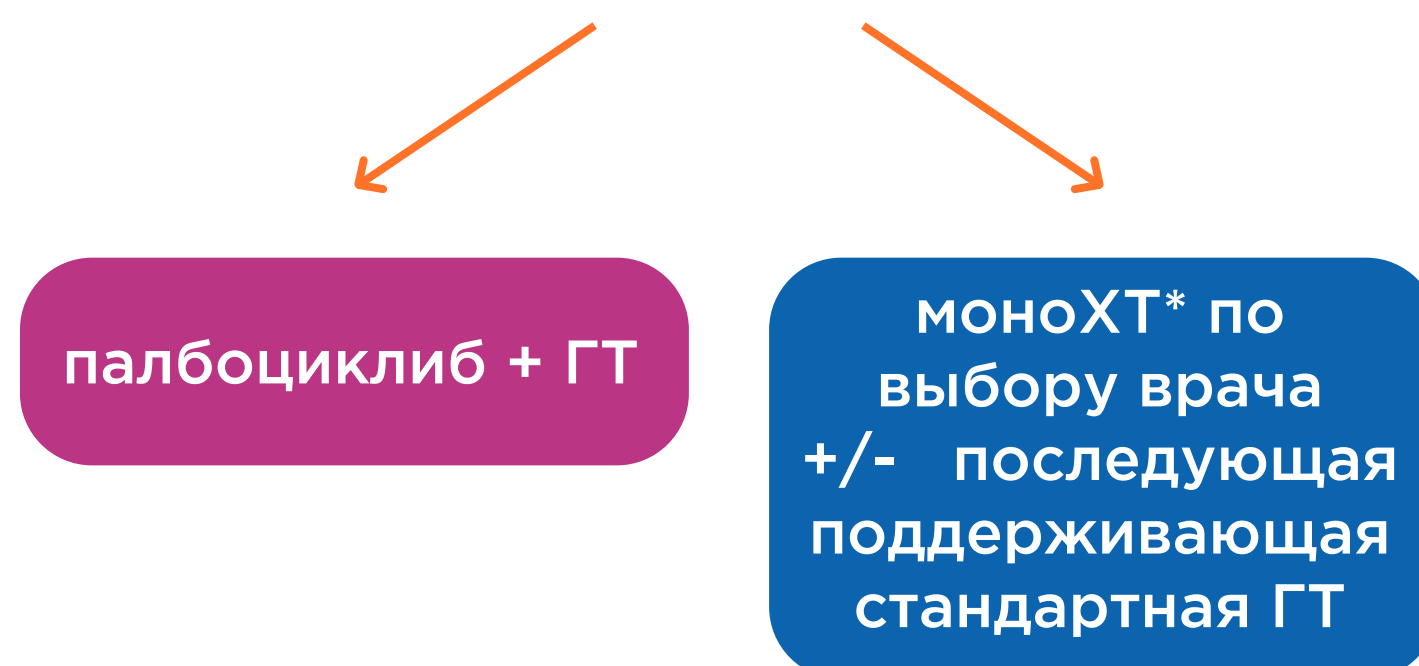 палбоциклиб + ГТ
моноХТ* по
выбору врача
+/- последующая
поддерживающая
стандартная ГТ